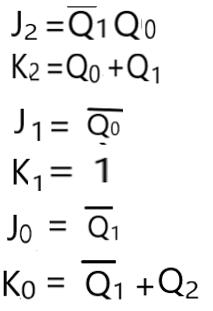 J₂ = Q̅₁Q₀
K₂ = Q₀ + Q₁
J₁ = Q̅₀
K₁ = 1
J₀ = Q̅₁
K₀ = Q̅₁ + Q₂